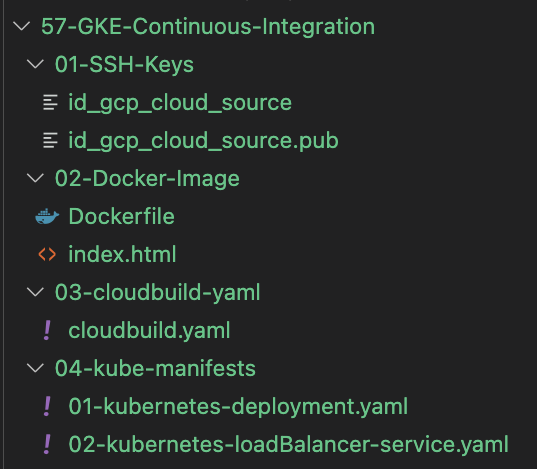 57-GKE-Continuous-Integration
01-SSH-Keys
id_gcp_cloud_source
id_gcp_cloud_source.pub
02-Docker-Image
Dockerfile
index.html
03-cloudbuild-yaml
cloudbuild.yaml
04-kube-manifests
01-kubernetes-deployment.yaml
02-kubernetes-loadBalancer-service.yaml